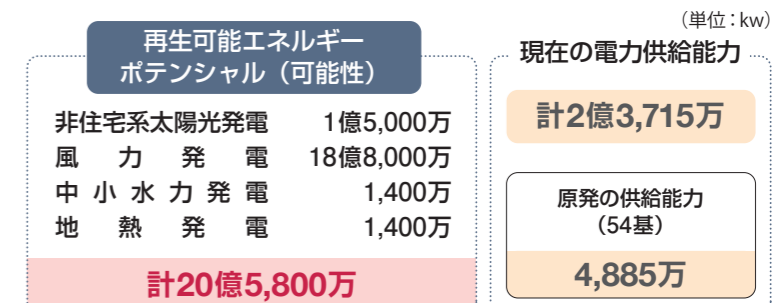 （単位：kw）
再生可能エネルギー
ポテンシャル（可能性）
非住宅系太陽光発電 1億5,000万
風力発電 18億8,000万
中小水力発電 1,400万
地熱発電 1,400万
計20億5,800万
現在の電力供給能力
計2億3,715万
原発の供給能力
（54基）
4,885万